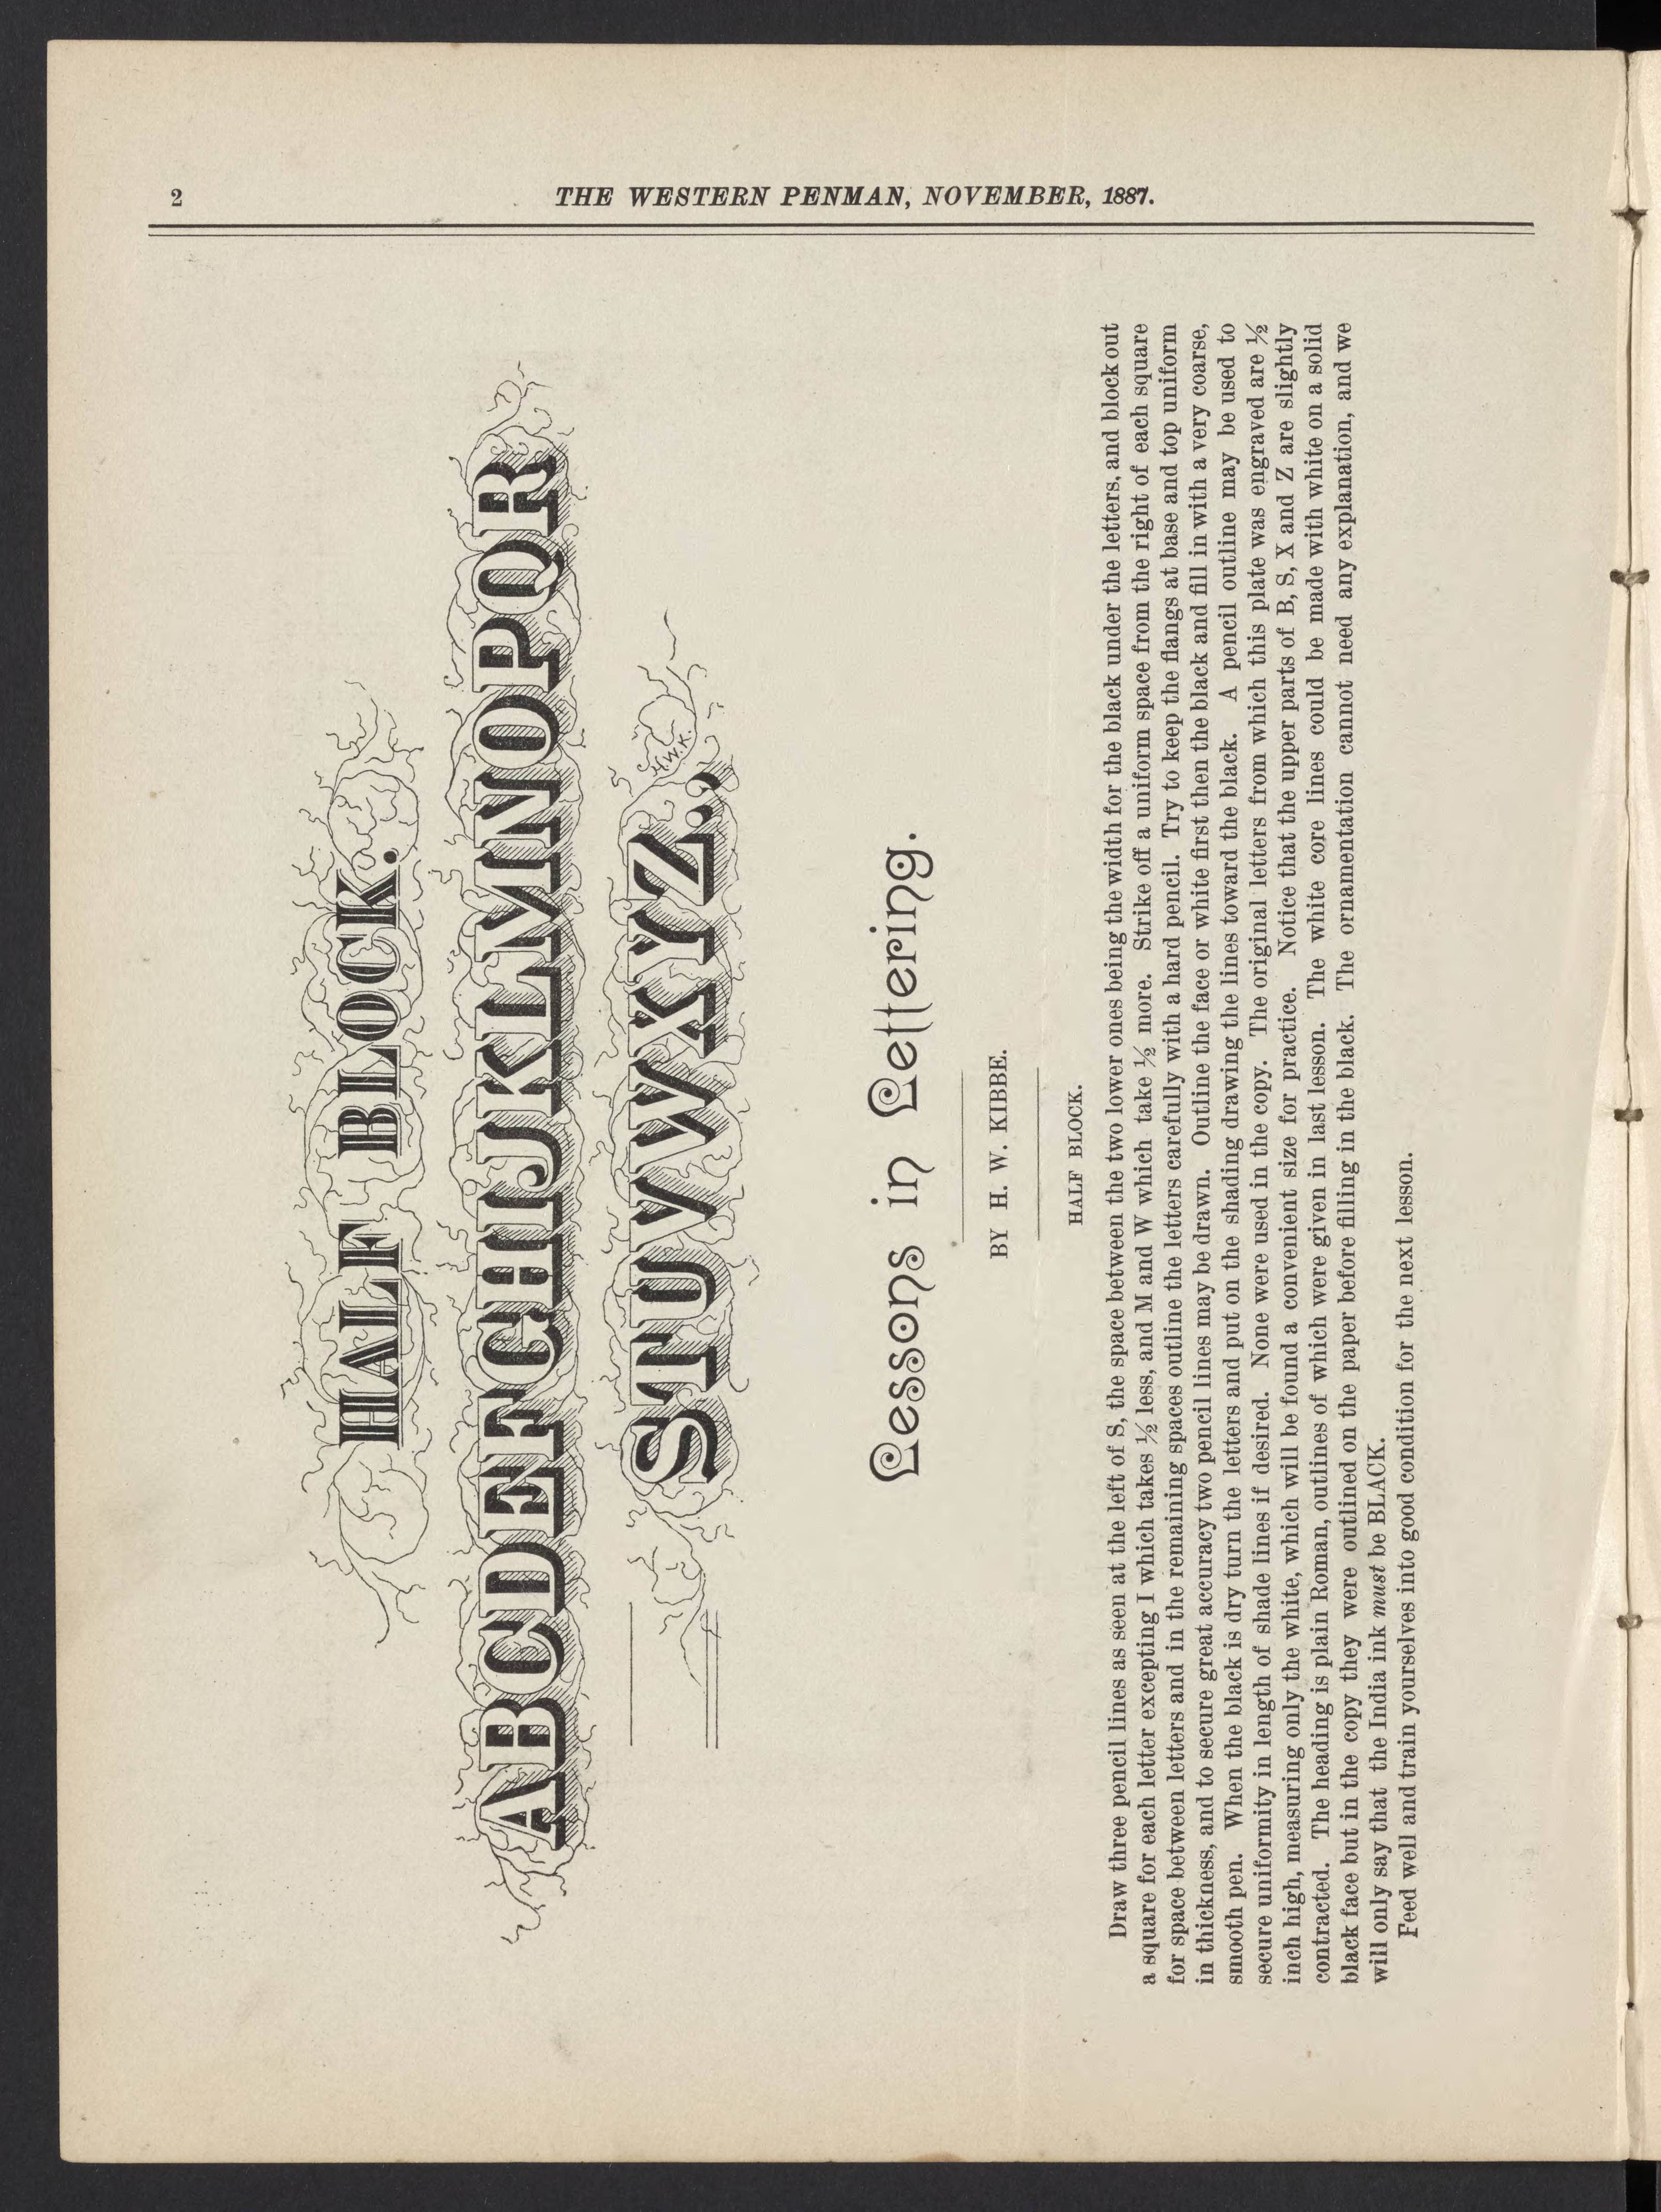 2
THE WESTERN PENMAN, NOVEMBER, 1887.
HALF BLOCK.
ABCDEFGHIJKLMNOPQR
STUVWXYZ.,
H.W.K.
Lessons in Lettering.
BY H. W. KIBBE.
HALF BLOCK.
Draw three pencil lines as seen at the left of S, the space between the two lower ones being the width for the black under the letters, and block out
a square for each letter excepting I which takes ½ less, and M and W which take ½ more. Strike off a uniform space from the right of each square
for space between letters and in the remaining spaces outline the letters carefully with a hard pencil. Try to keep the flangs at base and top uniform
in thickness, and to secure great accuracy two pencil lines may be drawn. Outline the face or white first then the black and fill in with a very coarse,
smooth pen. When the black is dry turn the letters and put on the shading drawing the lines toward the black. A pencil outline may be used to
secure uniformity in length of shade lines if desired. None were used in the copy. The original letters from which this plate was engraved are ½
inch high, measuring only the white, which will be found a convenient size for practice. Notice that the upper parts of B, S, X and Z are slightly
contracted. The heading is plain Roman, outlines of which were given in last lesson. The white core lines could be made with white on a solid
black face but in the copy they were outlined on the paper before filling in the black. The ornamentation cannot need any explanation, and we
will only say that the India ink must be BLACK.
Feed well and train yourselves into good condition for the next lesson.